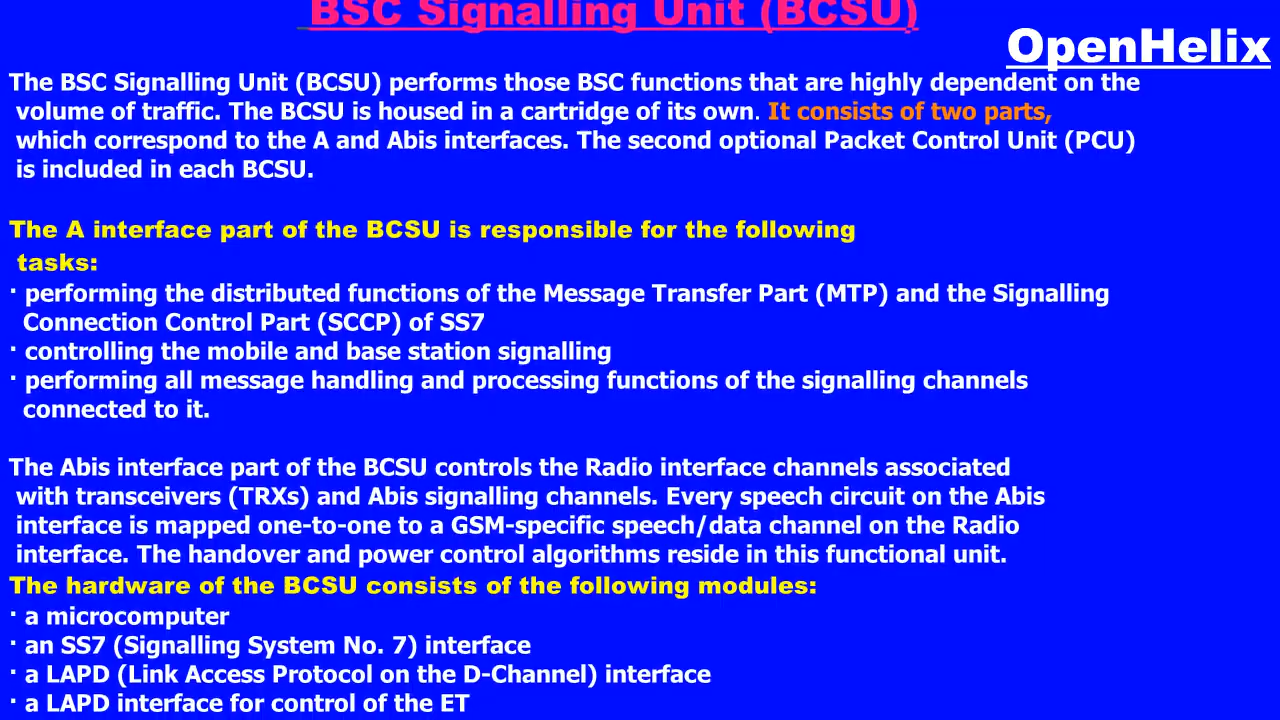 BSC Signalling Unit (BCSU)
OpenHelix
The BSC Signalling Unit (BCSU) performs those BSC functions that are highly dependent on the
volume of traffic. The BCSU is housed in a cartridge of its own. It consists of two parts,
which correspond to the A and Abis interfaces. The second optional Packet Control Unit (PCU)
is included in each BCSU.
The A interface part of the BCSU is responsible for the following
tasks:
· performing the distributed functions of the Message Transfer Part (MTP) and the Signalling
Connection Control Part (SCCP) of SS7
· controlling the mobile and base station signalling
· performing all message handling and processing functions of the signalling channels
connected to it.
The Abis interface part of the BCSU controls the Radio interface channels associated
with transceivers (TRXs) and Abis signalling channels. Every speech circuit on the Abis
interface is mapped one-to-one to a GSM-specific speech/data channel on the Radio
interface. The handover and power control algorithms reside in this functional unit.
The hardware of the BCSU consists of the following modules:
· a microcomputer
· an SS7 (Signalling System No. 7) interface
· a LAPD (Link Access Protocol on the D-Channel) interface
· a LAPD interface for control of the ET